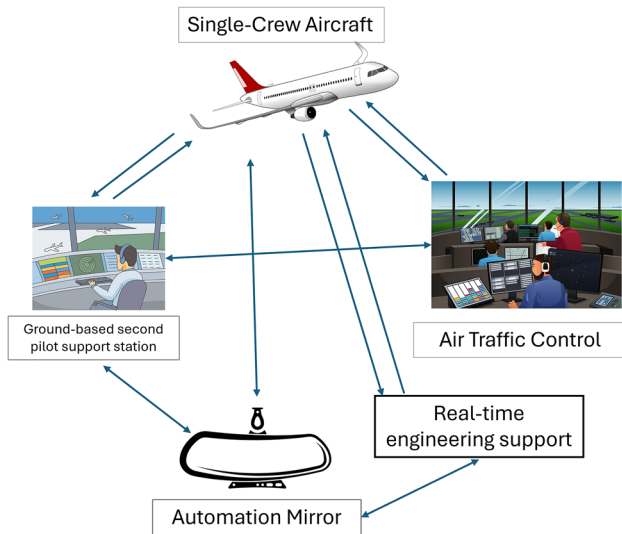 Single-Crew Aircraft
Ground-based second
pilot support station
Air Traffic Control
Real-time
engineering support
Automation Mirror